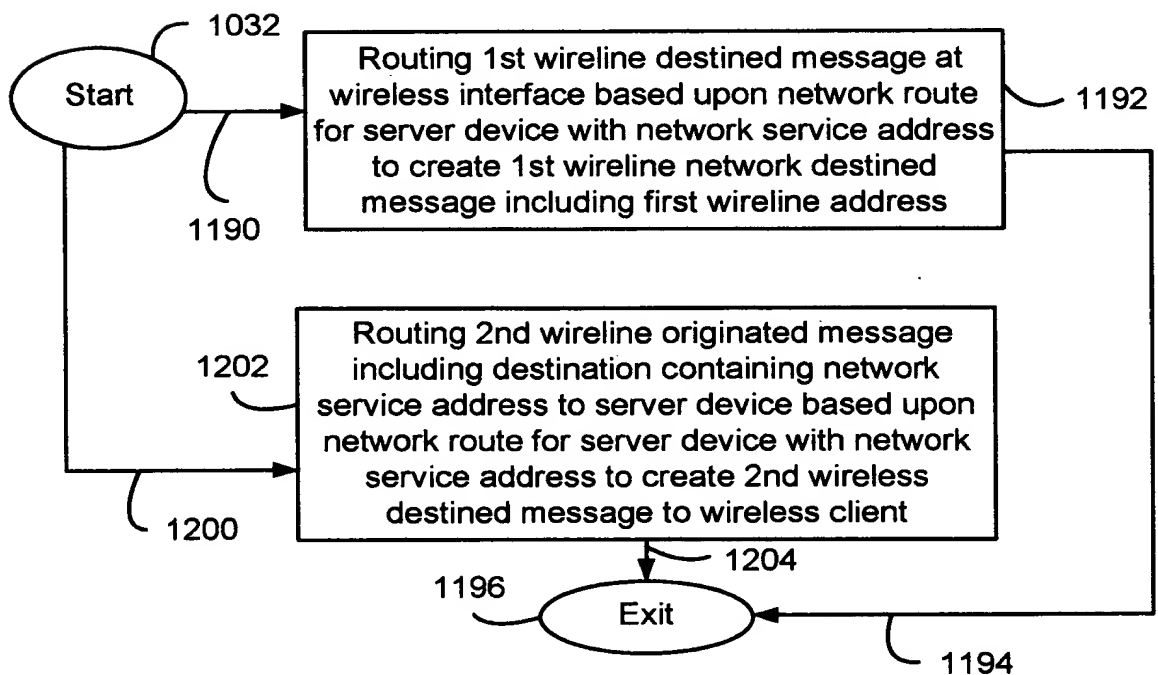 1032
Start
Routing 1st wireline destined message at
wireless interface based upon network route
for server device with network service address
to create 1st wireline network destined
message including first wireline address
1192
1190
Routing 2nd wireline originated message
including destination containing network
service address to server device based upon
network route for server device with network
service address to create 2nd wireless
destined message to wireless client
1202
1200
1204
1196
Exit
1194